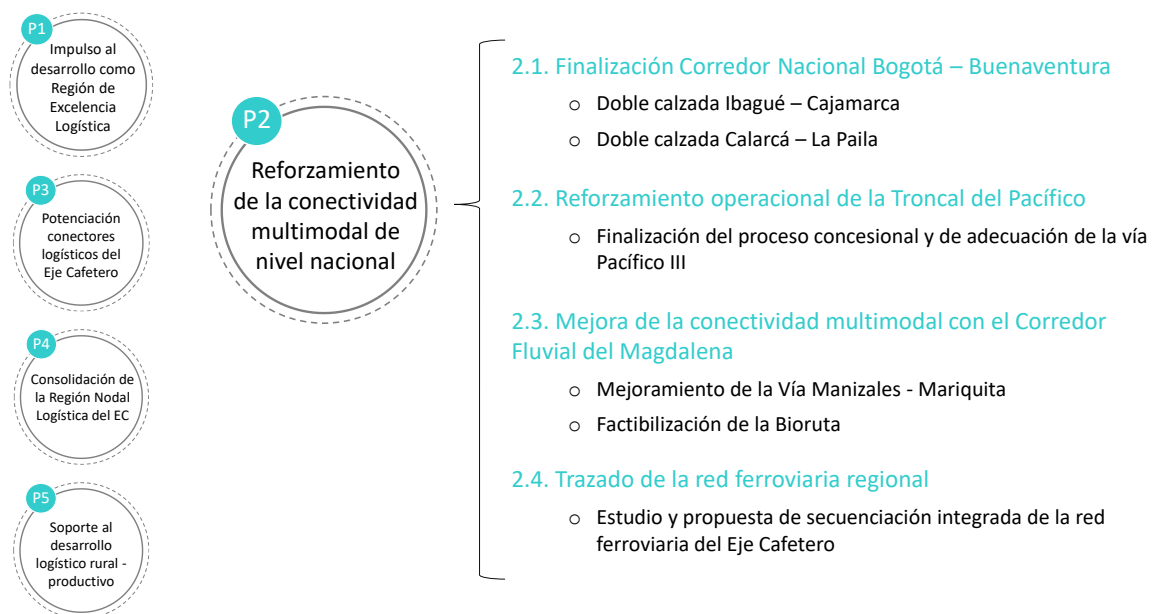 P1
Impulso al
desarrollo como
Región de
Excelencia
Logística
P3
Potenciación
conectores
logísticos del
Eje Cafetero
P4
Consolidación de
la Región Nodal
Logística del EC
P5
Soporte al
desarrollo
logístico rural -
productivo
P2
Reforzamiento
de la conectividad
multimodal de
nivel nacional
2.1. Finalización Corredor Nacional Bogotá – Buenaventura
o Doble calzada Ibagué – Cajamarca
o Doble calzada Calarcá – La Paila
2.2. Reforzamiento operacional de la Troncal del Pacífico
o Finalización del proceso concesional y de adecuación de la vía
Pacífico III
2.3. Mejora de la conectividad multimodal con el Corredor
Fluvial del Magdalena
o Mejoramiento de la Vía Manizales - Mariquita
o Factibilización de la Bioruta
2.4. Trazado de la red ferroviaria regional
o Estudio y propuesta de secuenciación integrada de la red
ferroviaria del Eje Cafetero